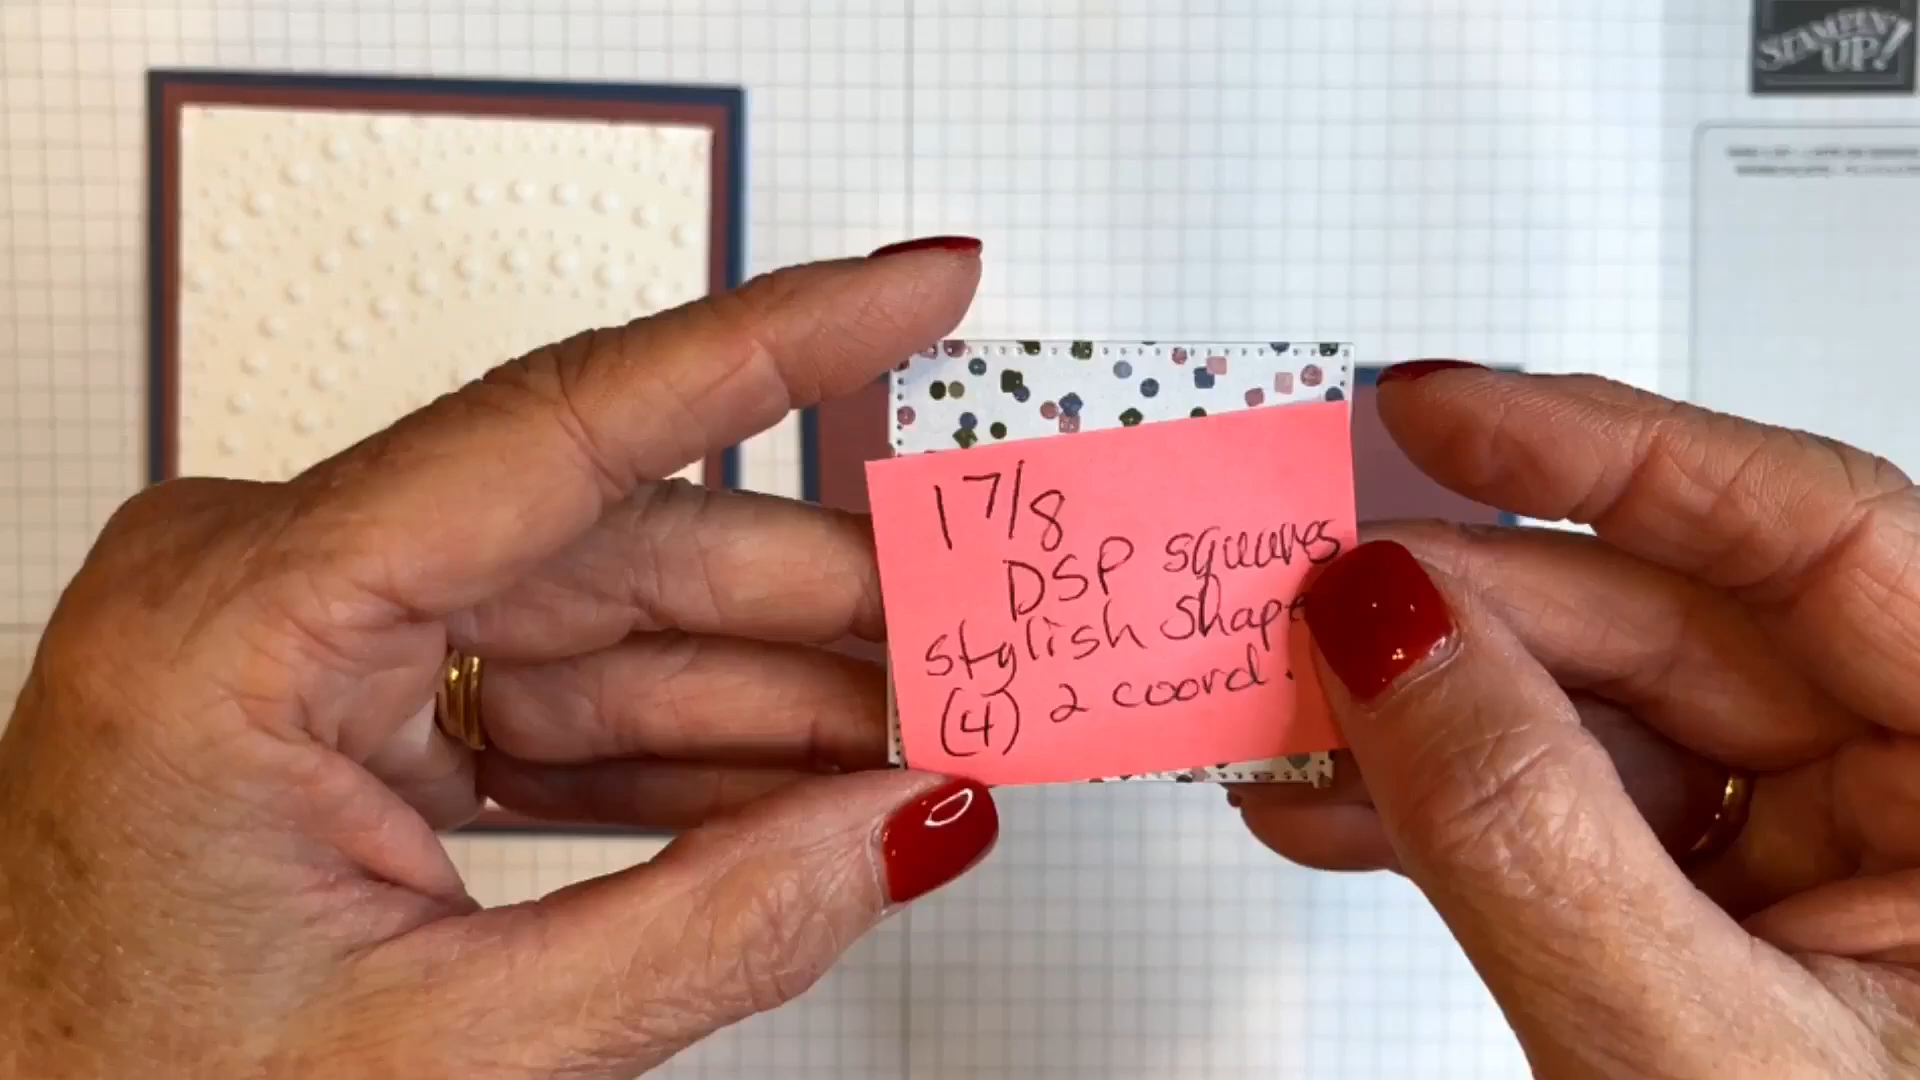 STAMPIN'
UP!
1 7/8
DSP squares
stylish Shape
(4) 2 coord.